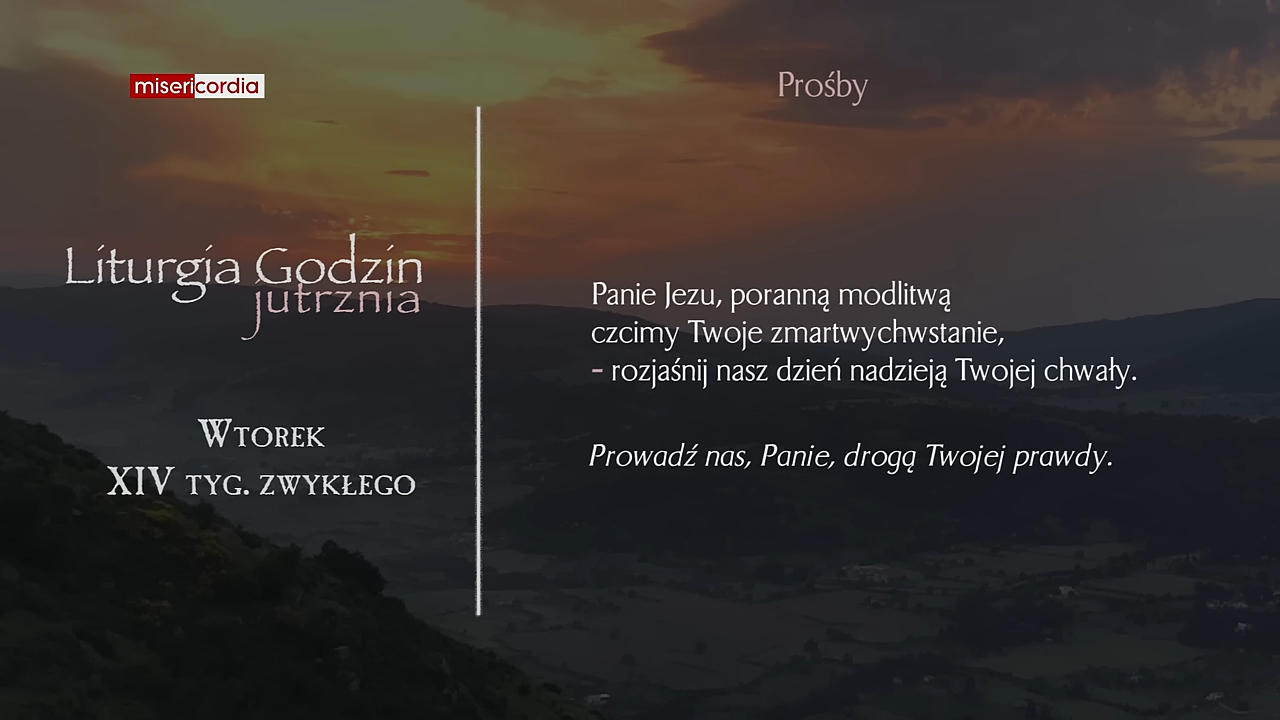 misericordia
Liturgia Godzin
jutrznia
Wtorek
XIV tyg. zwykłego
Prośby
Panie Jezu, poranną modlitwą
czcimy Twoje zmartwychwstanie,
- rozjaśnij nasz dzień nadzieją Twojej chwały.
Prowadź nas, Panie, drogą Twojej prawdy.